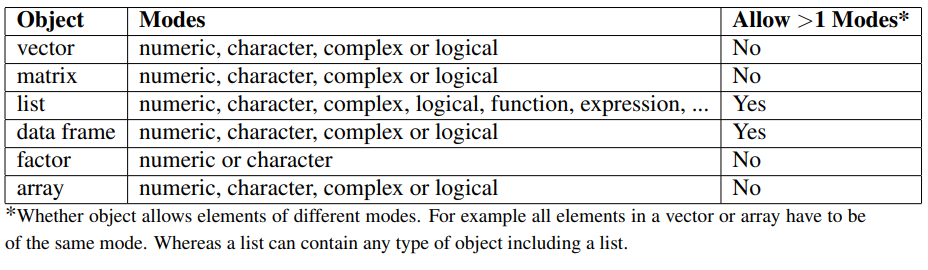 Object Modes Allow >1 Modes*
vector numeric, character, complex or logical No
matrix numeric, character, complex or logical No
list numeric, character, complex, logical, function, expression, ... Yes
data frame numeric, character, complex or logical Yes
factor numeric or character No
array numeric, character, complex or logical No
*Whether object allows elements of different modes. For example all elements in a vector or array have to be
of the same mode. Whereas a list can contain any type of object including a list.